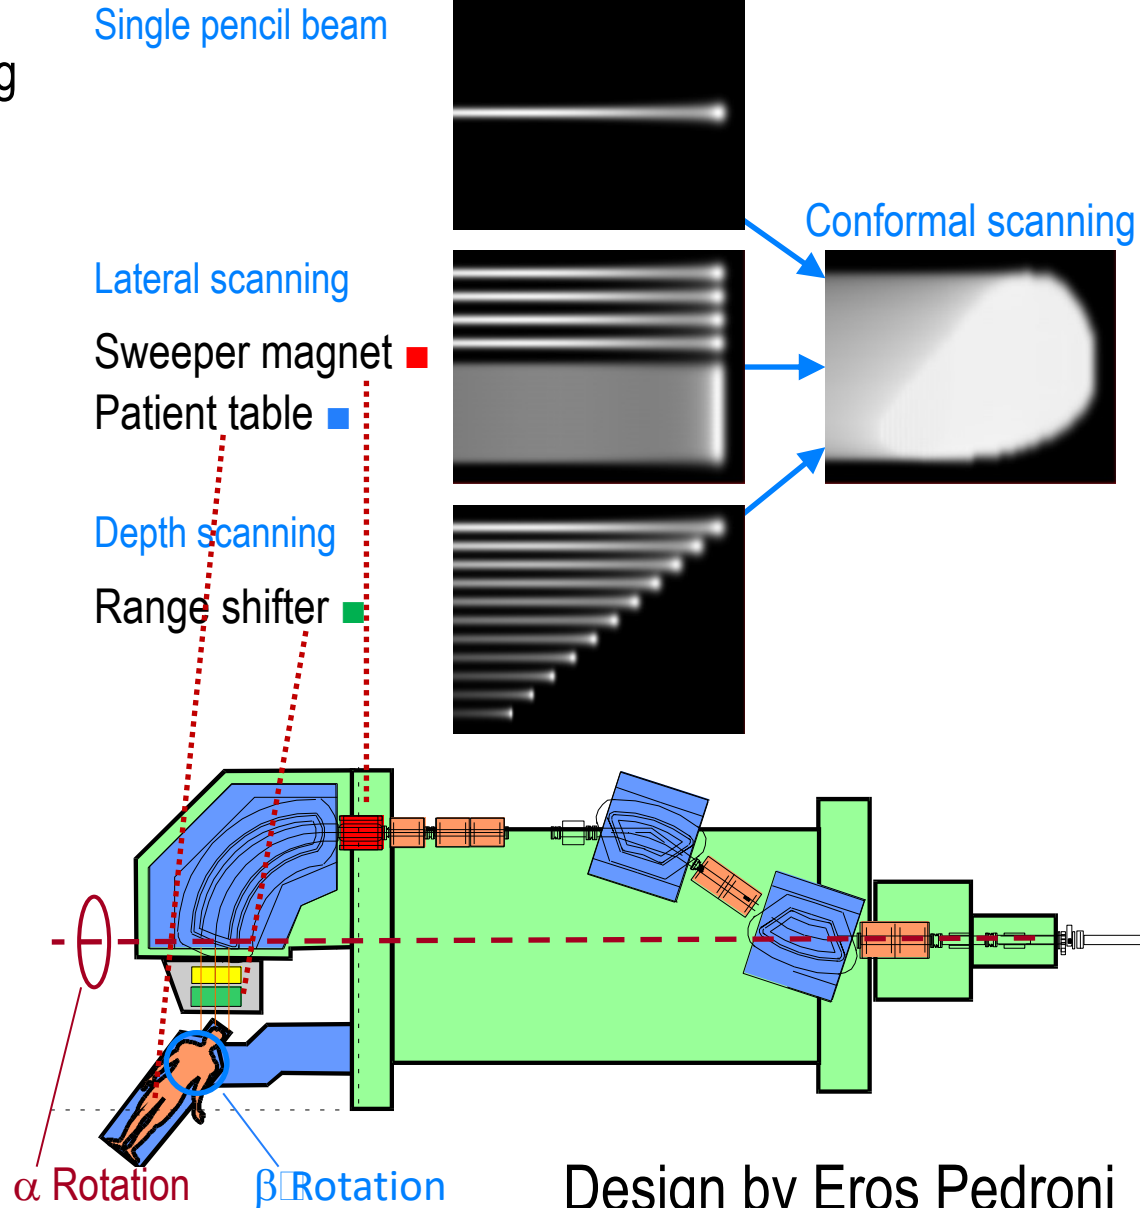 Single pencil beam
g
Conformal scanning
Lateral scanning
Sweeper magnet
Patient table
Depth scanning
Range shifter
α Rotation
β Rotation
Design by Eros Pedroni